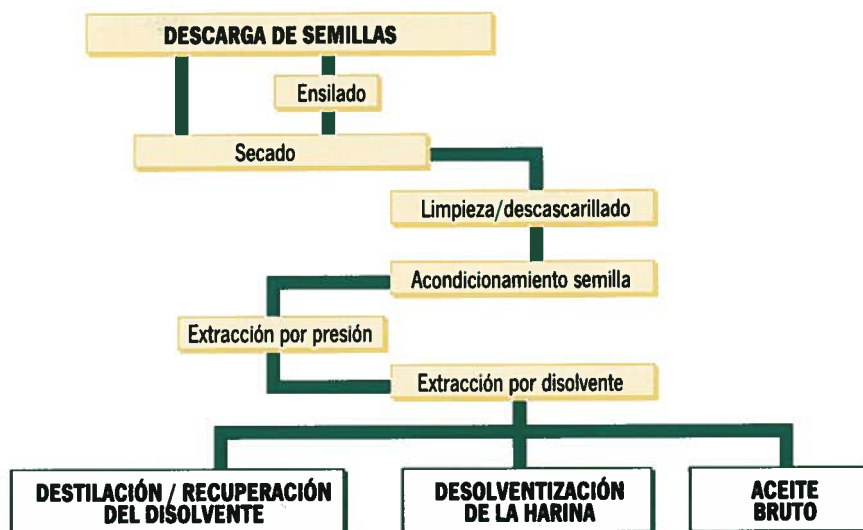 DESCARGA DE SEMILLAS
Ensilado
Secado
Limpieza/descascarillado
Acondicionamiento semilla
Extracción por presión
Extracción por disolvente
DESTILACIÓN / RECUPERACIÓN
DEL DISOLVENTE
DESOLVENTIZACIÓN
DE LA HARINA
ACEITE
BRUTO